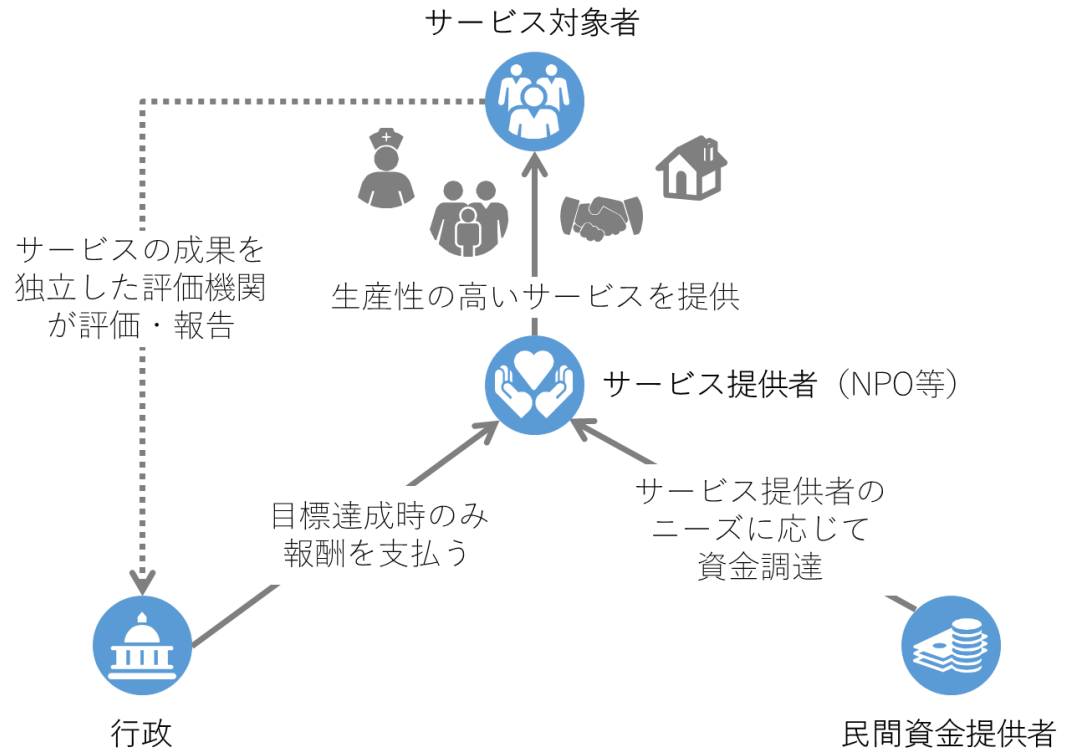 サービス対象者
サービスの成果を
独立した評価機関
が評価・報告
生産性の高いサービスを提供
サービス提供者（NPO等）
目標達成時のみ
報酬を支払う
サービス提供者の
ニーズに応じて
資金調達
行政
民間資金提供者